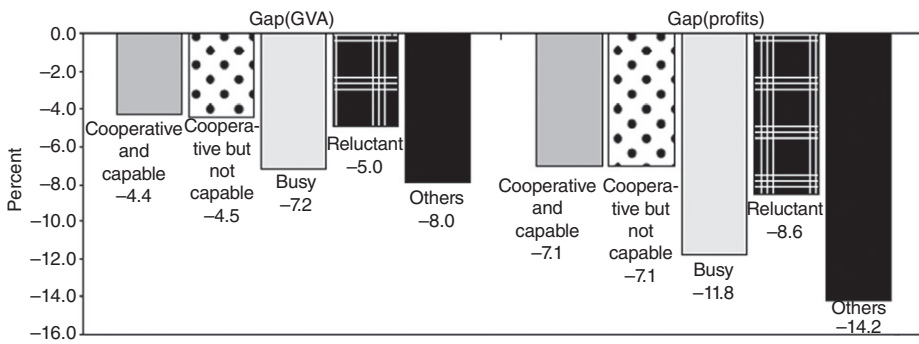 Gap(GVA)
Gap(profits)
Percent
0.0
–2.0
–4.0
–6.0
–8.0
–10.0
–12.0
–14.0
–16.0
Cooperative
and
capable
–4.4
Coopera-
tive but
not
capable
–4.5
Busy
–7.2
Reluctant
–5.0
Others
–8.0
Cooperative
and
capable
–7.1
Coopera-
tive but
not
capable
–7.1
Busy
–11.8
Reluctant
–8.6
Others
–14.2